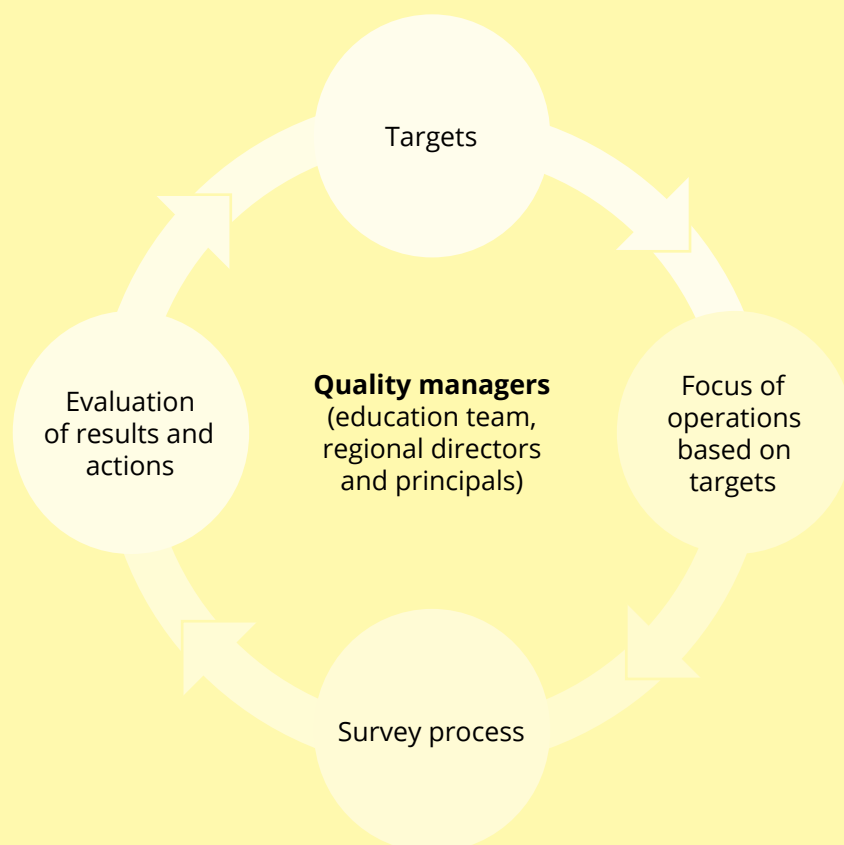 Targets
Evaluation
of results and
actions
Quality managers
(education team,
regional directors
and principals)
Focus of
operations
based on
targets
Survey process